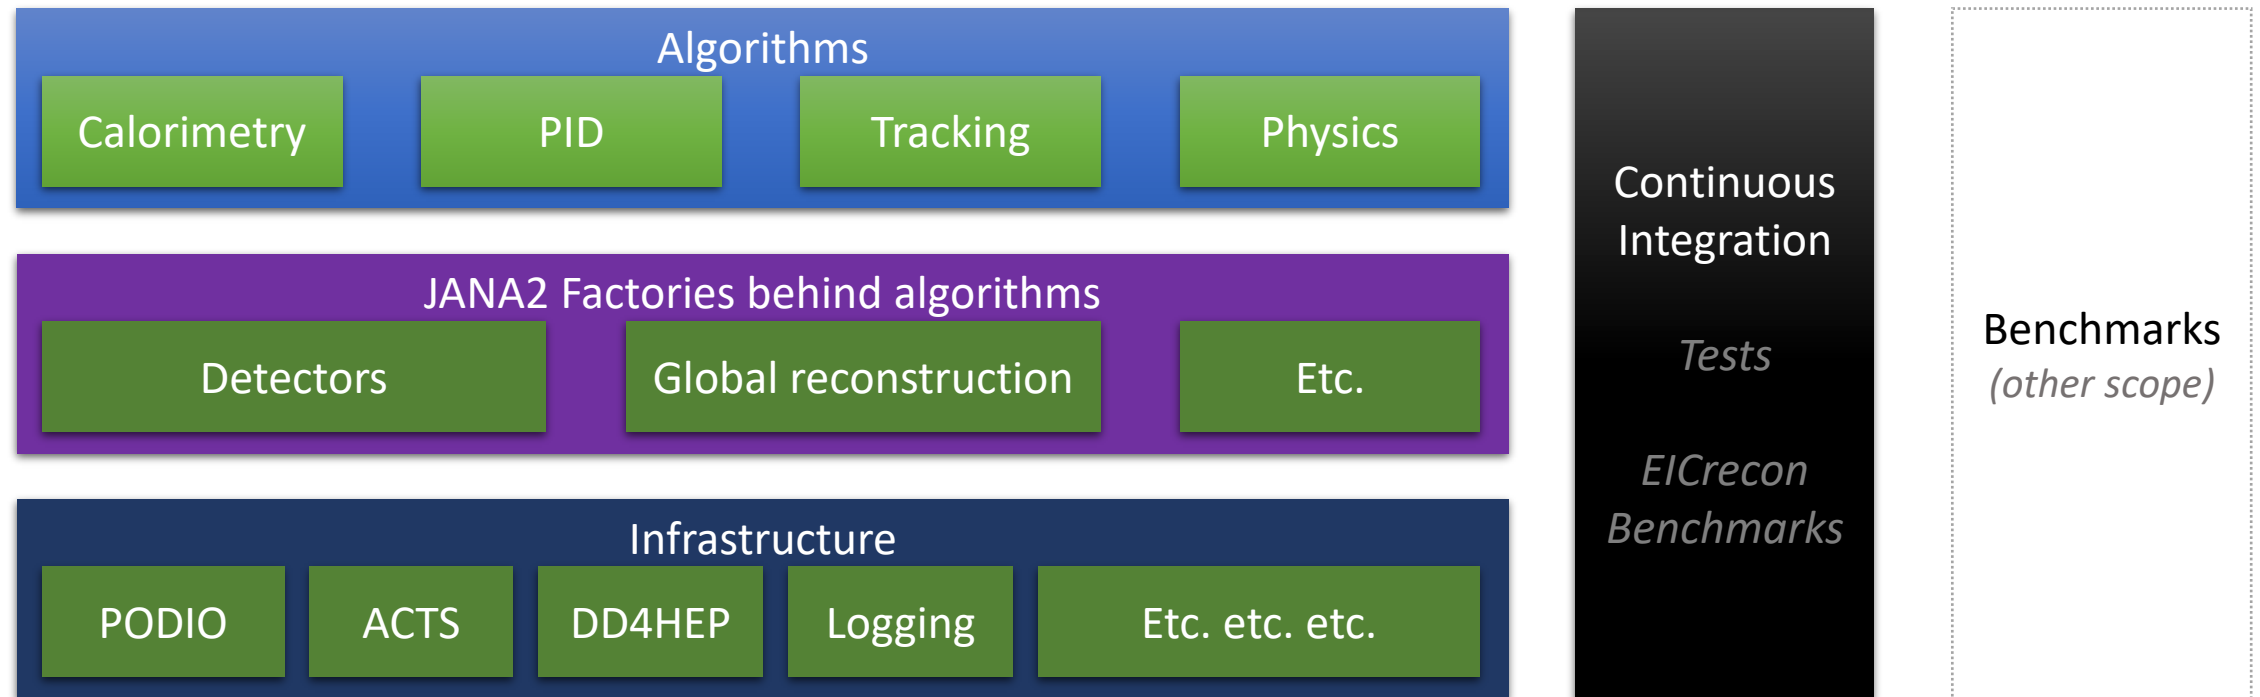 Algorithms
Calorimetry
PID
Tracking
Physics
JANA2 Factories behind algorithms
Detectors
Global reconstruction
Etc.
Infrastructure
PODIO
ACTS
DD4HEP
Logging
Etc. etc. etc.
Continuous
Integration
Tests
EICrecon
Benchmarks
Benchmarks
(other scope)